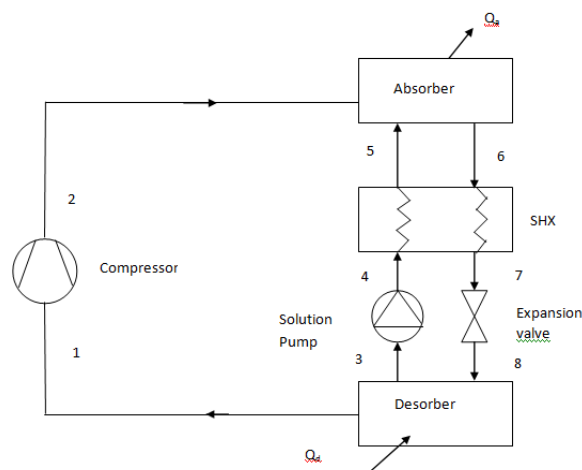 Qa
Absorber
5
6
2
SHX
Compressor
4
7
Solution
Pump
Expansion
valve
1
3
8
Desorber
Qd